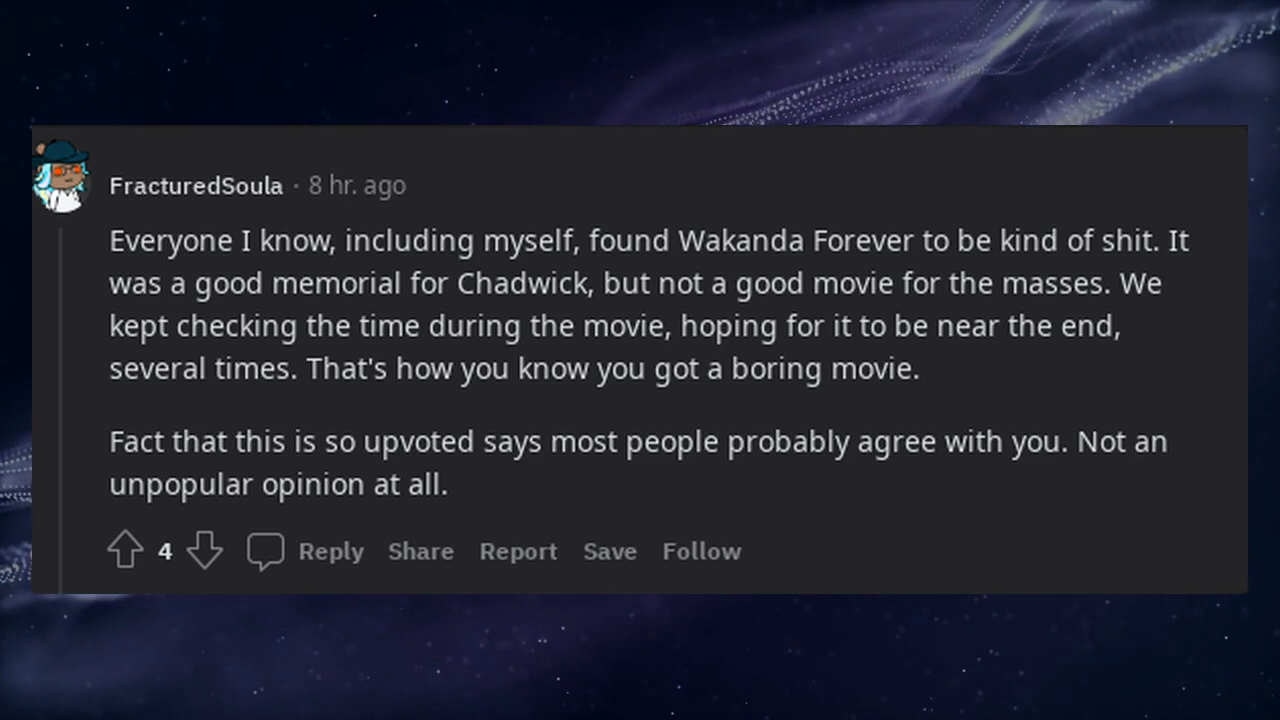 FracturedSoula · 8 hr. ago
Everyone I know, including myself, found Wakanda Forever to be kind of shit. It
was a good memorial for Chadwick, but not a good movie for the masses. We
kept checking the time during the movie, hoping for it to be near the end,
several times. That's how you know you got a boring movie.
Fact that this is so upvoted says most people probably agree with you. Not an
unpopular opinion at all.
4 Reply Share Report Save Follow